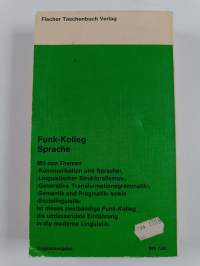 Fischer Taschenbuch Verlag
Funk-Kolleg
Sprache
Mit den Themen
›Kommunikation und Sprache‹,
›Linguistischer Strukturalismus‹,
›Generative Transformationsgrammatik‹,
›Semantik und Pragmatik‹ sowie
›Soziolinguistik‹
ist dieses zweibändige Funk-Kolleg
die umfassendste Einführung
in die moderne Linguistik.
Originalausgabe